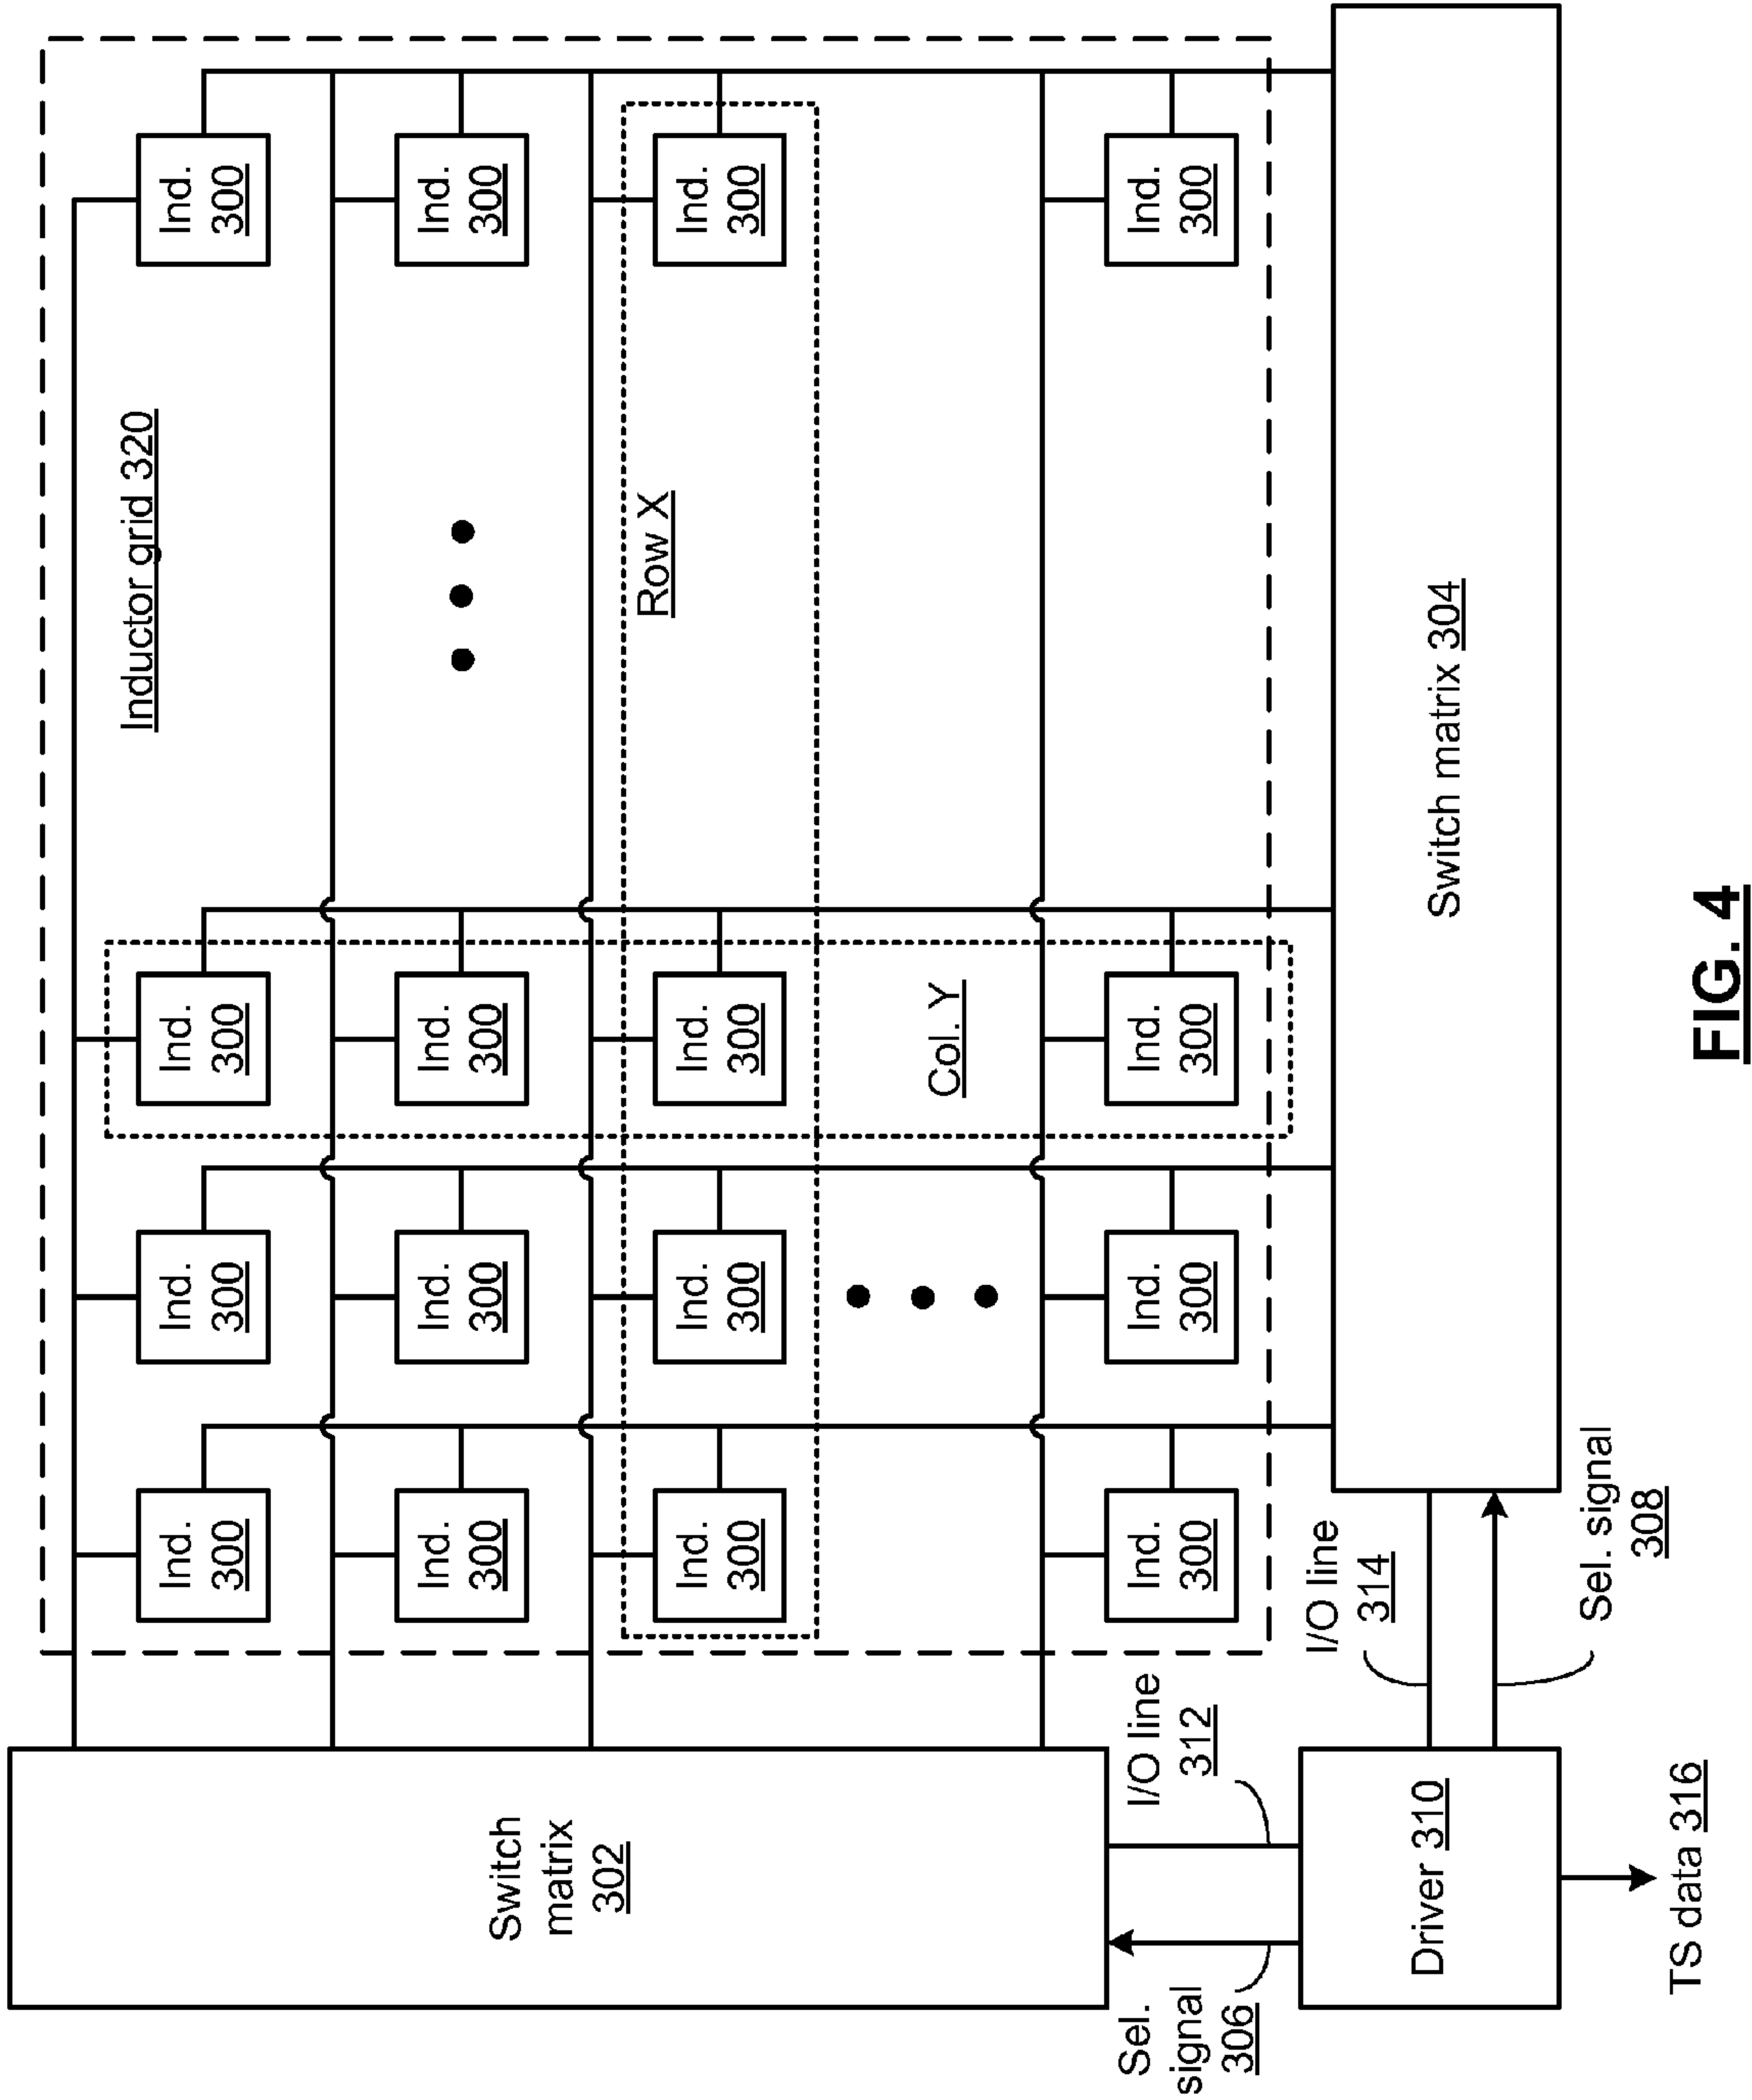 Inductor grid 320
Ind. Ind. Ind. Ind.
300 300 300 300
Ind. Ind. Ind. Ind.
300 300 300 300
Switch
matrix
302
Row X
Ind. Ind. Ind. Ind.
300 300 300 300
Col. Y
Ind. Ind. Ind. Ind.
300 300 300 300
Sel.
signal
306
I/O line
312
I/O line
314
Driver 310
Switch matrix 304
Sel. signal
308
TS data 316
FIG. 4